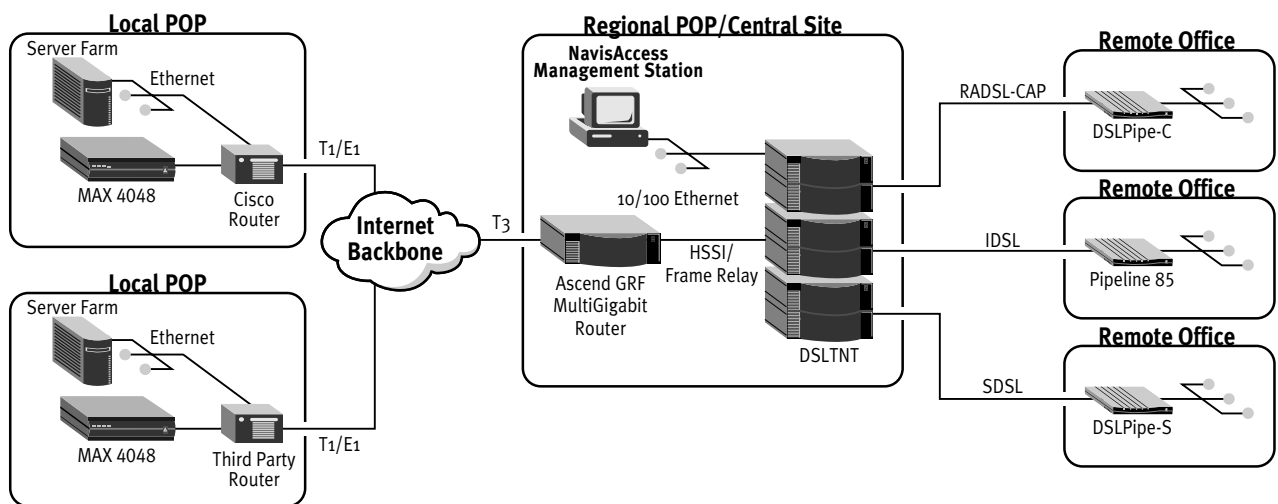 Local POP
Server Farm
Ethernet
MAX 4048
Cisco
Router
T1/E1
Local POP
Server Farm
Ethernet
MAX 4048
Third Party
Router
T1/E1
Internet
Backbone
T3
Regional POP/Central Site
NavisAccess
Management Station
10/100 Ethernet
Ascend GRF
MultiGigabit
Router
HSSI/
Frame Relay
DSLTNT
RADSL-CAP
IDSL
SDSL
Remote Office
DSLPipe-C
Remote Office
Pipeline 85
Remote Office
DSLPipe-S